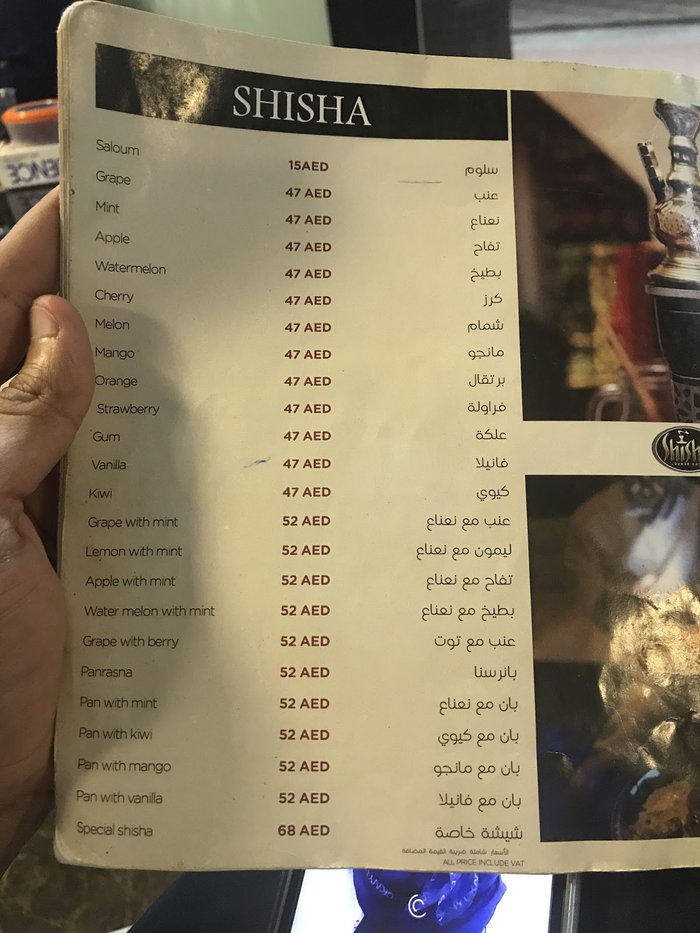 SHISHA
Saloum 15AED سلوم
Grape 47 AED عنب
Mint 47 AED نعناع
Apple 47 AED تفاح
Watermelon 47 AED بطيخ
Cherry 47 AED كرز
Melon 47 AED شمام
Mango 47 AED مانجو
Orange 47 AED برتقال
Strawberry 47 AED فراولة
Gum 47 AED علكة
Vanilla 47 AED فانيلا
Kiwi 47 AED كيوي
Grape with mint 52 AED عنب مع نعناع
Lemon with mint 52 AED ليمون مع نعناع
Apple with mint 52 AED تفاح مع نعناع
Water melon with mint 52 AED بطيخ مع نعناع
Grape with berry 52 AED عنب مع توت
Panrasna 52 AED بانرسنا
Pan with mint 52 AED بان مع نعناع
Pan with kiwi 52 AED بان مع كيوي
Pan with mango 52 AED بان مع مانجو
Pan with vanilla 52 AED بان مع فانيلا
Special shisha 68 AED شيشة خاصة
الأسعار شاملة ضريبة القيمة المضافة
ALL PRICE INCLUDE VAT